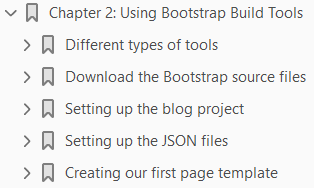 Chapter 2: Using Bootstrap Build Tools
Different types of tools
Download the Bootstrap source files
Setting up the blog project
Setting up the JSON files
Creating our first page template